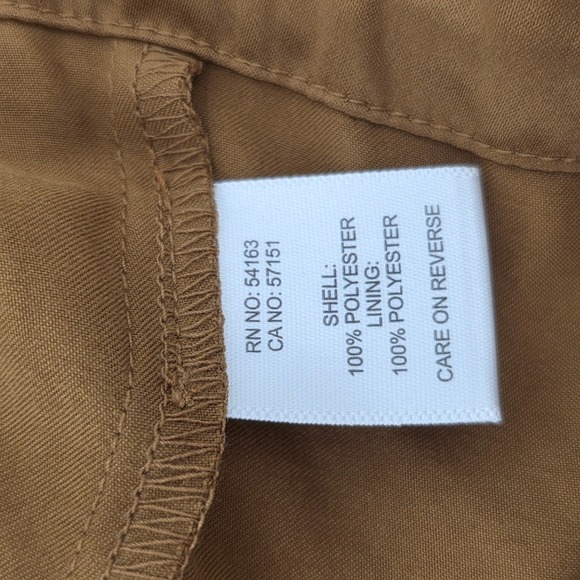 RN NO: 54163
CA NO: 57151
SHELL:
100% POLYESTER
LINING:
100% POLYESTER
CARE ON REVERSE